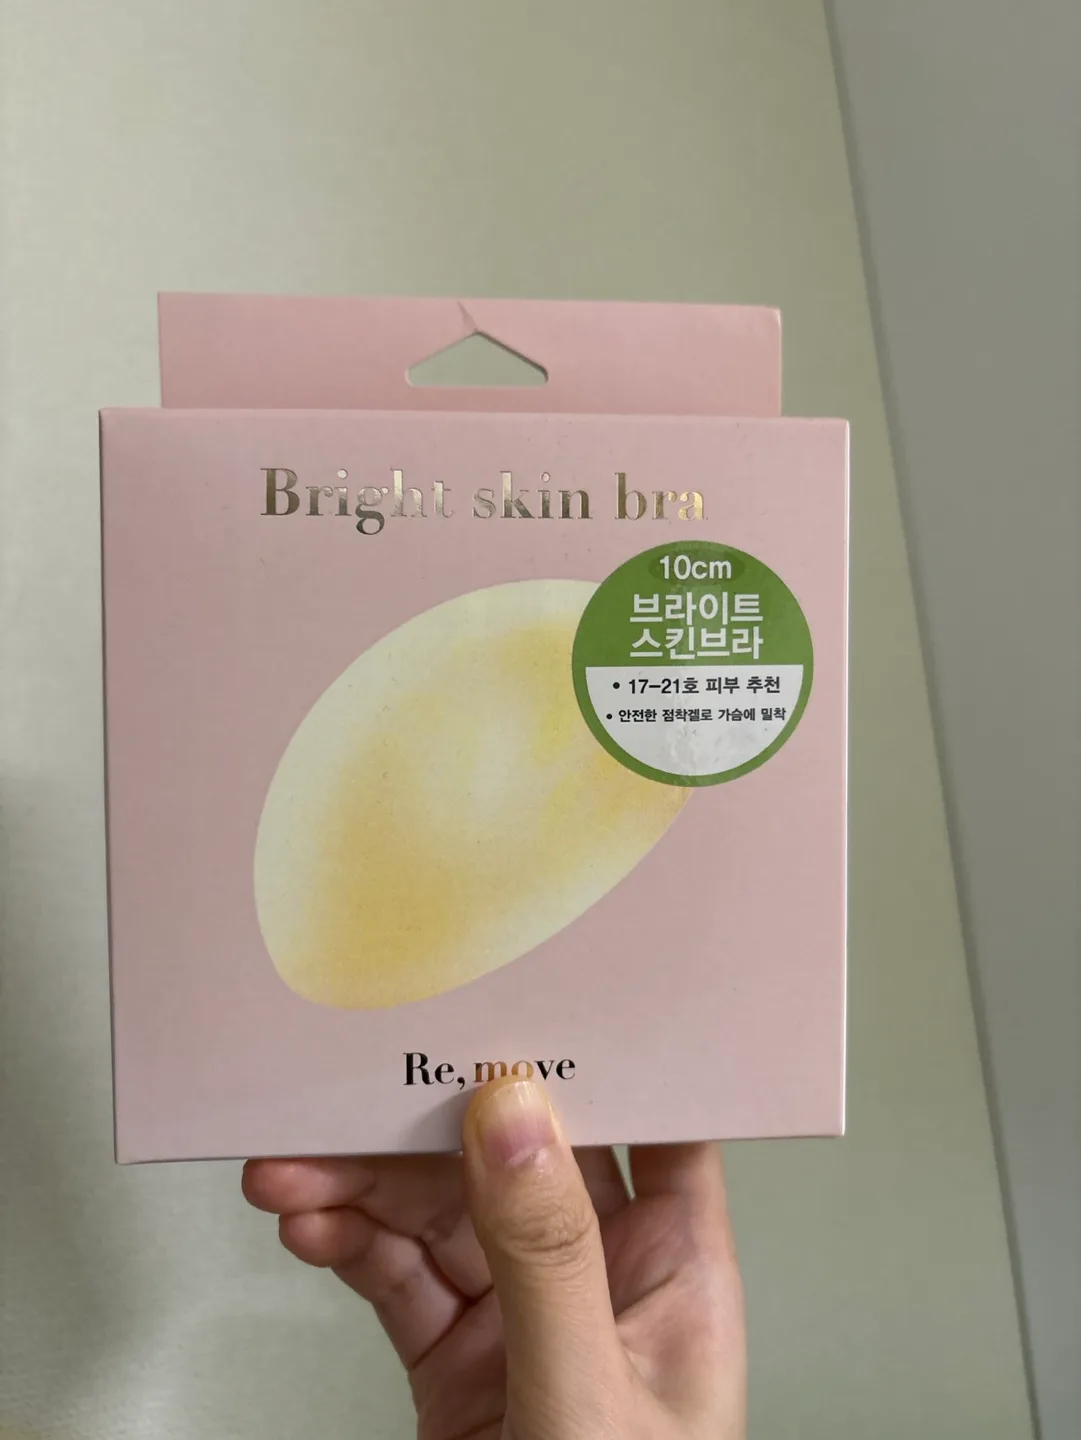 Bright skin bra
10cm
브라이트
스킨브라
• 17-21호 피부 추천
• 안전한 점착겔로 가슴에 밀착
Re,move